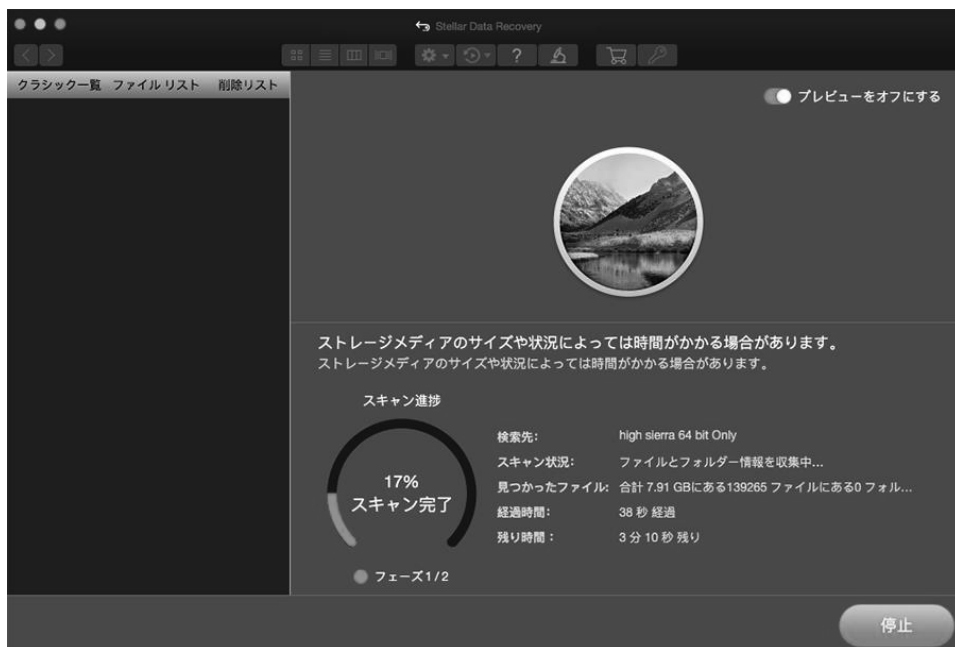 Stellar Data Recovery
?
クラシック一覧 ファイル リスト 削除リスト
プレビューをオフにする
ストレージメディアのサイズや状況によっては時間がかかる場合があります。
ストレージメディアのサイズや状況によっては時間がかかる場合があります。
スキャン進捗
17%
スキャン完了
検索先: high sierra 64 bit Only
スキャン状況: ファイルとフォルダー情報を収集中...
見つかったファイル: 合計 7.91 GBにある139265 ファイルにある0 フォル...
経過時間: 38 秒 経過
残り時間： 3 分 10 秒 残り
フェーズ 1/2
停止